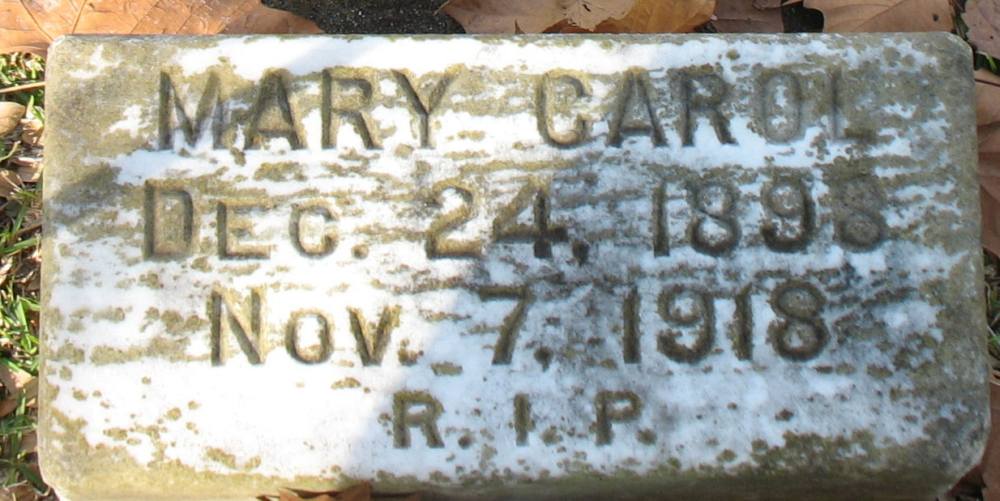 MARY CAROL
DEC. 24, 1898
NOV. 7, 1918
R. I. P.